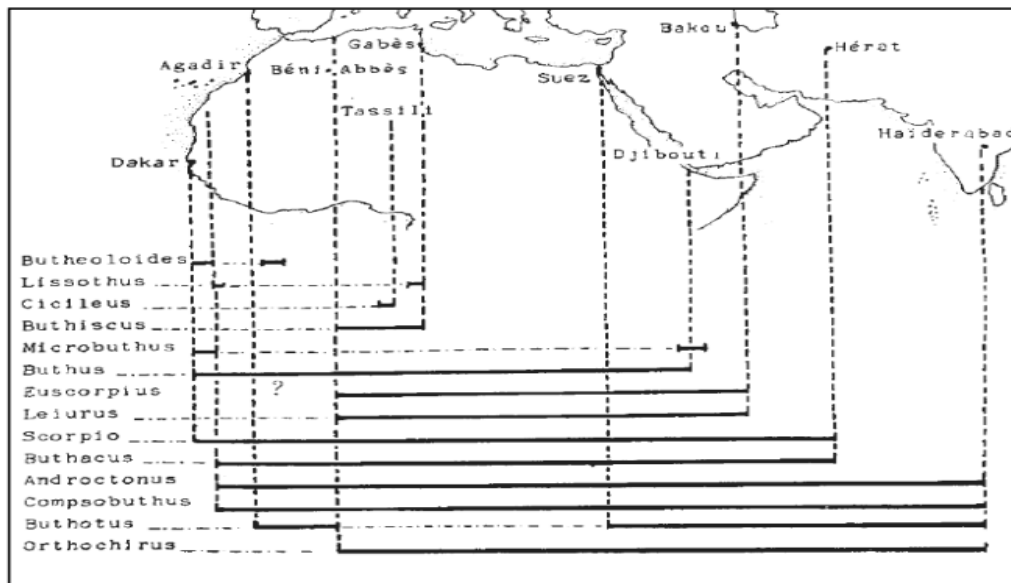 Bakou
Gabès
Hérat
Agadir
Béni-Abbès
Suez
Tassili
Haiderabad
Djibouti
Dakar
Butheoloides
Lissothus
Cicileus
Buthiscus
Microbuthus
Buthus
Euscorpius ?
Leiurus
Scorpio
Buthacus
Androctonus
Compsobuthus
Buthotus
Orthochirus